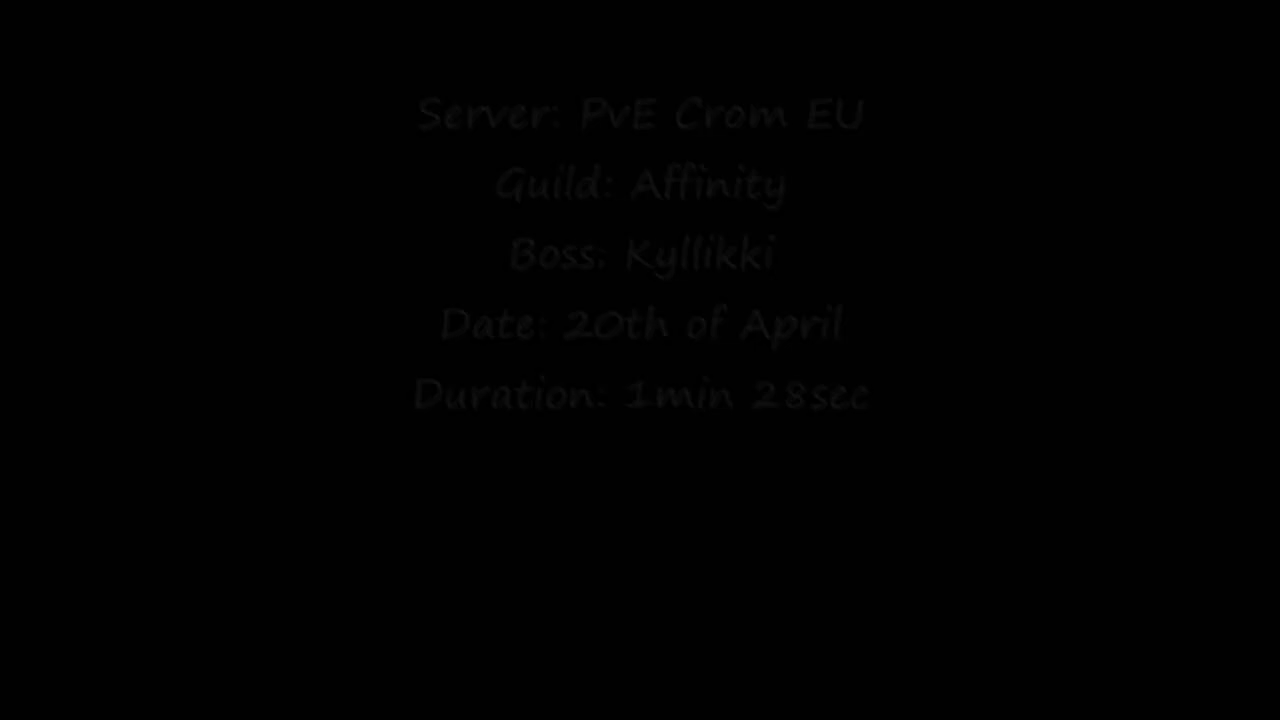 Server: PvE Crom EU
Guild: Affinity
Boss: Kyllikki
Date: 20th of April
Duration: 1min 28sec